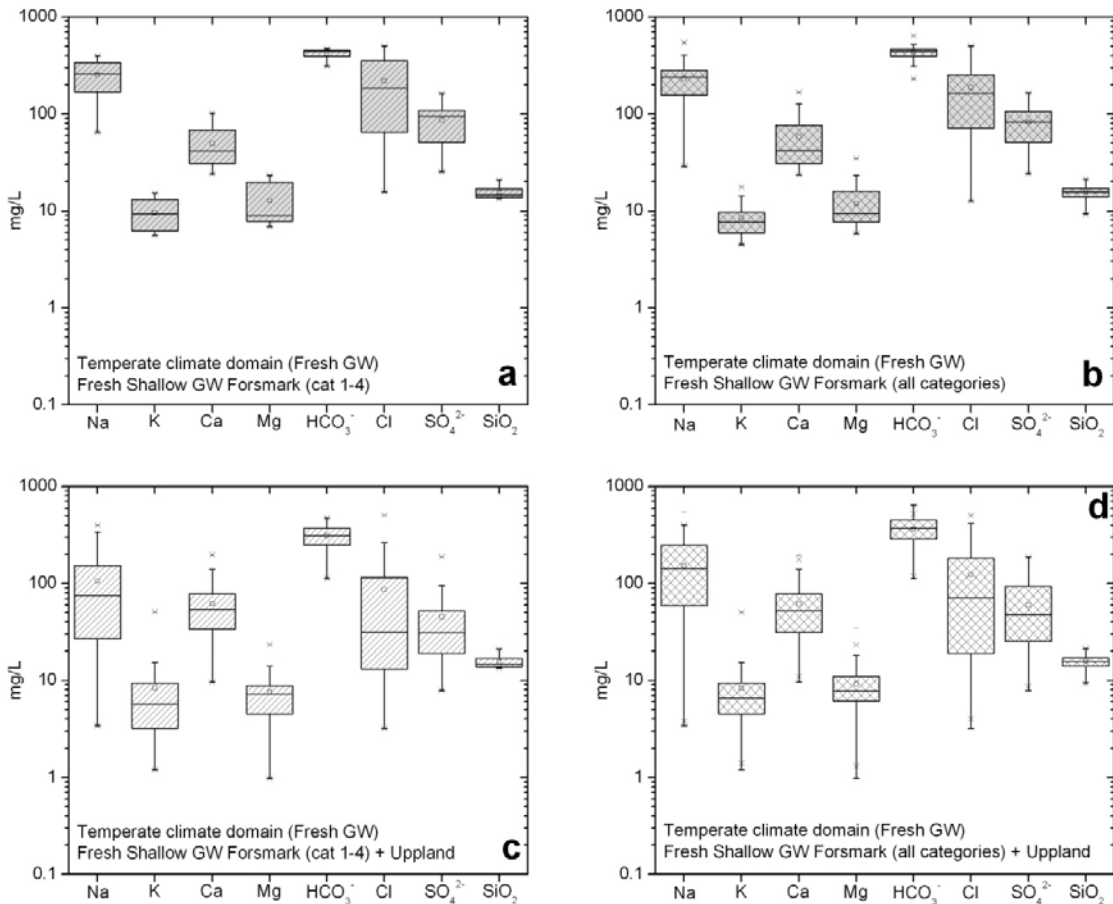 a
1000
100
10
1
0.1
mg/L
Temperate climate domain (Fresh GW)
Fresh Shallow GW Forsmark (cat 1-4)
Na K Ca Mg HCO₃⁻ Cl SO₄²⁻ SiO₂
b
1000
100
10
1
0.1
mg/L
Temperate climate domain (Fresh GW)
Fresh Shallow GW Forsmark (all categories)
Na K Ca Mg HCO₃⁻ Cl SO₄²⁻ SiO₂
c
1000
100
10
1
0.1
mg/L
Temperate climate domain (Fresh GW)
Fresh Shallow GW Forsmark (cat 1-4) + Uppland
Na K Ca Mg HCO₃⁻ Cl SO₄²⁻ SiO₂
d
1000
100
10
1
0.1
mg/L
Temperate climate domain (Fresh GW)
Fresh Shallow GW Forsmark (all categories) + Uppland
Na K Ca Mg HCO₃⁻ Cl SO₄²⁻ SiO₂